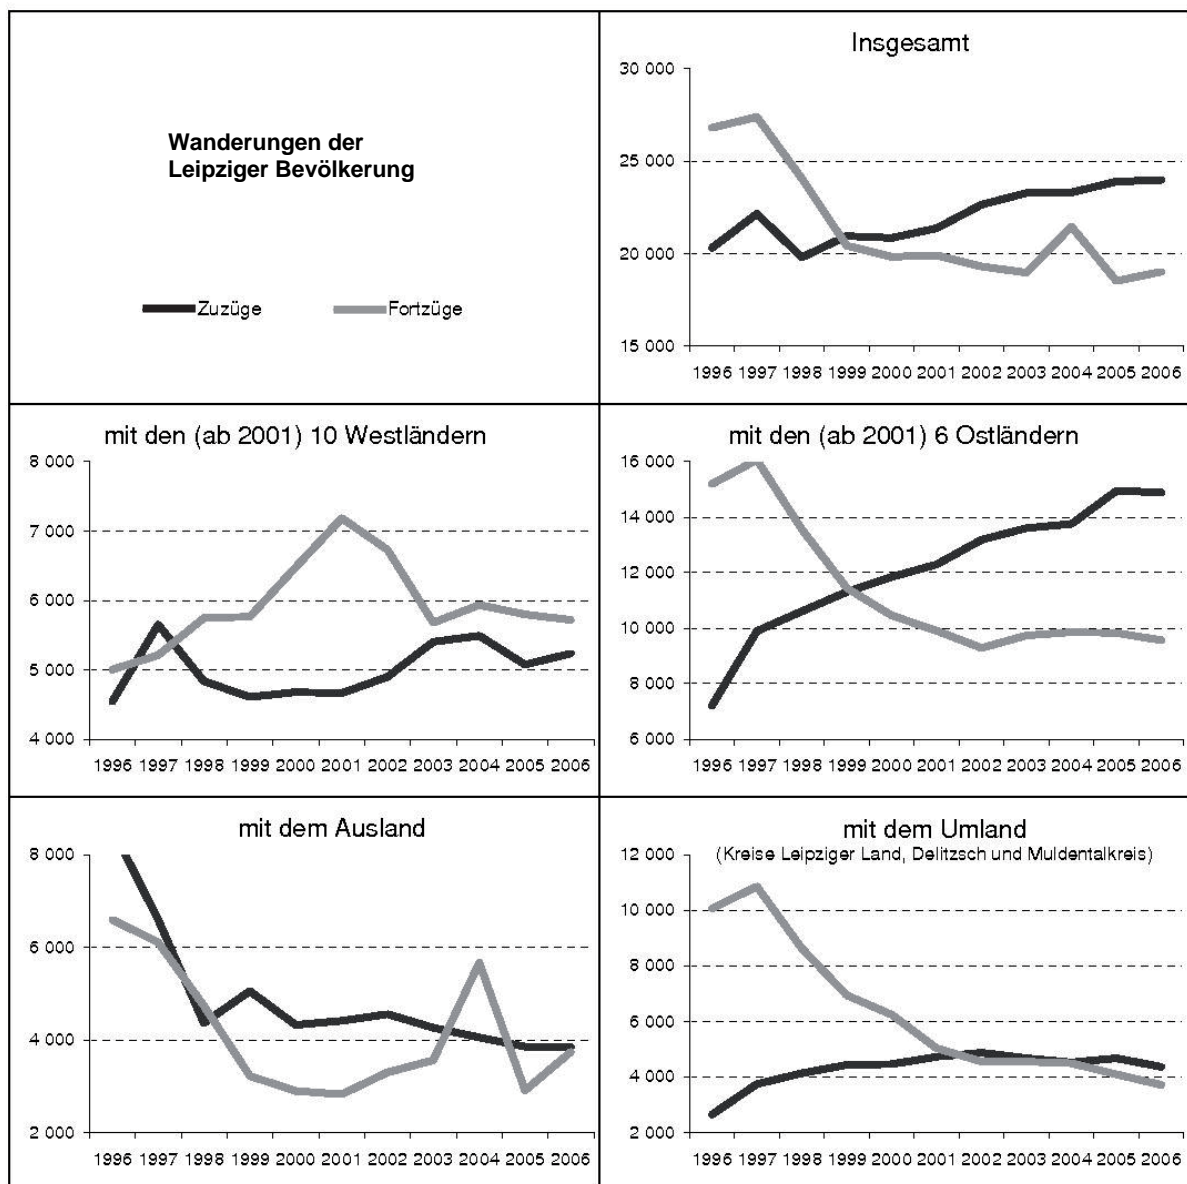 Wanderungen der
Leipziger Bevölkerung
Zuzüge
Fortzüge
Insgesamt
30 000
25 000
20 000
15 000
1996 1997 1998 1999 2000 2001 2002 2003 2004 2005 2006
mit den (ab 2001) 10 Westländern
8 000
7 000
6 000
5 000
4 000
1996 1997 1998 1999 2000 2001 2002 2003 2004 2005 2006
mit den (ab 2001) 6 Ostländern
16 000
14 000
12 000
10 000
8 000
6 000
1996 1997 1998 1999 2000 2001 2002 2003 2004 2005 2006
mit dem Ausland
8 000
6 000
4 000
2 000
1996 1997 1998 1999 2000 2001 2002 2003 2004 2005 2006
mit dem Umland
(Kreise Leipziger Land, Delitzsch und Muldentalkreis)
12 000
10 000
8 000
6 000
4 000
2 000
1996 1997 1998 1999 2000 2001 2002 2003 2004 2005 2006